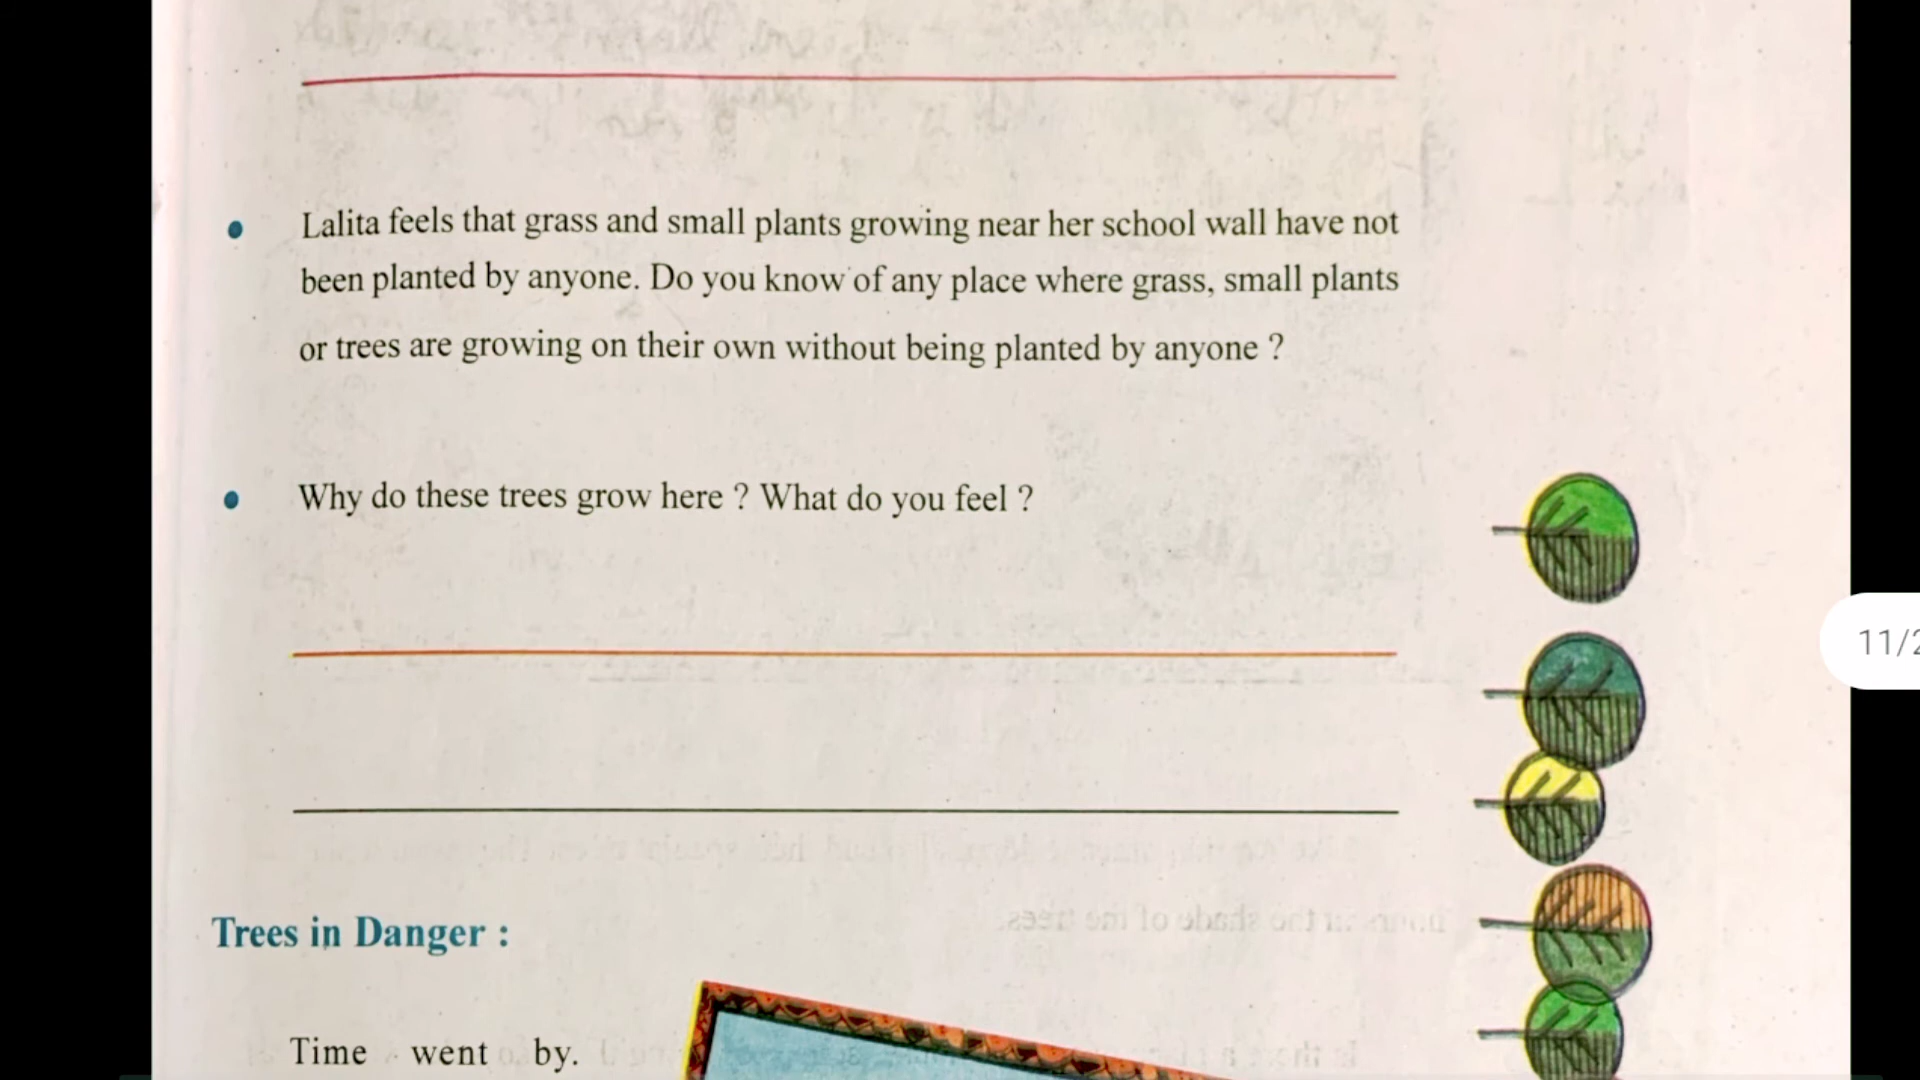 Lalita feels that grass and small plants growing near her school wall have not
been planted by anyone. Do you know of any place where grass, small plants
or trees are growing on their own without being planted by anyone ?
Why do these trees grow here ? What do you feel ?
11/2
Trees in Danger :
Time went by.